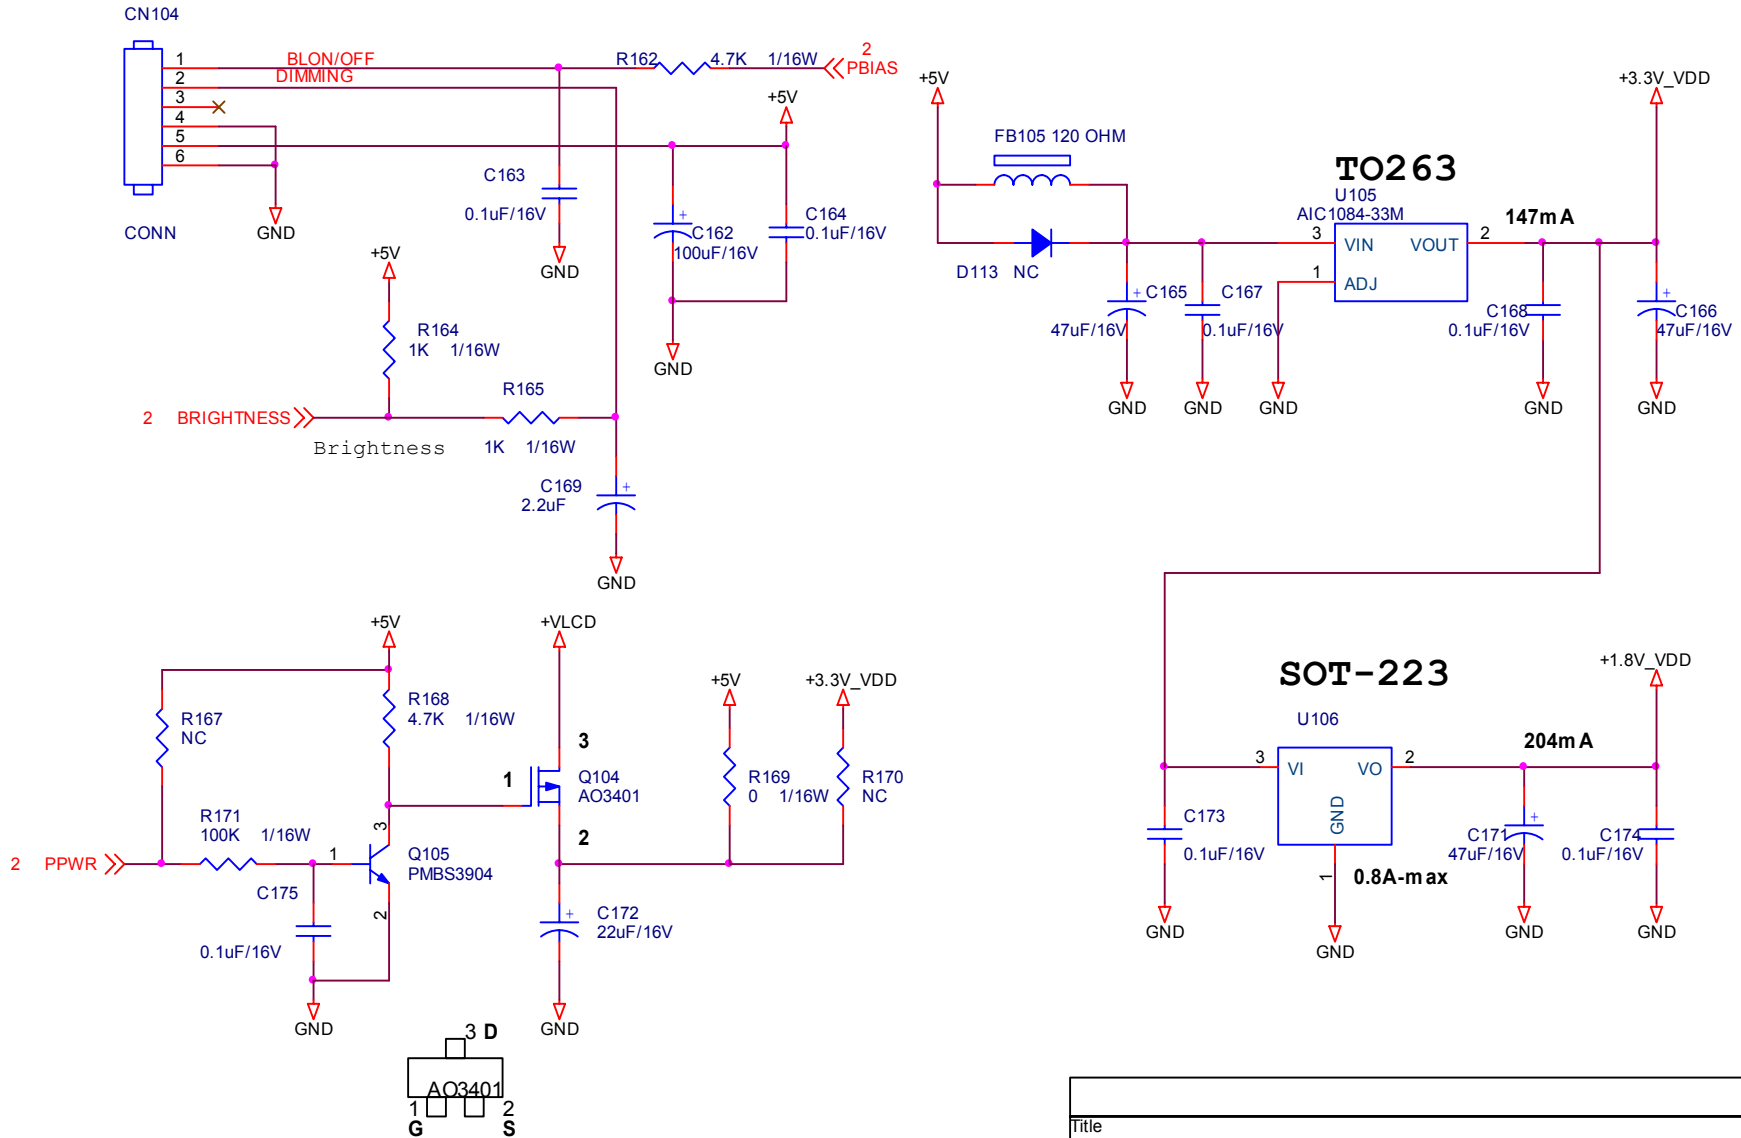 CN104
1
2
3
4
5
6
CONN
BLON/OFF
DIMMING
R162
4.7K 1/16W
2
PBIAS
GND
C163
0.1uF/16V
GND
+5V
C162
100uF/16V
C164
0.1uF/16V
GND
+5V
R164
1K 1/16W
R165
1K 1/16W
2 BRIGHTNESS
Brightness
C169
2.2uF
GND
+5V
FB105 120 OHM
D113 NC
TO263
U105
AIC1084-33M
3 VIN VOUT 2
1 ADJ
147mA
+3.3V_VDD
C165
47uF/16V
C167
0.1uF/16V
C168
0.1uF/16V
C166
47uF/16V
GND
GND
GND
GND
GND
+5V
R167
NC
R168
4.7K 1/16W
R171
100K 1/16W
2 PPWR
1
3
2
Q105
PMBS3904
C175
0.1uF/16V
GND
+VLCD
3
1
Q104
AO3401
2
+5V
R169
0 1/16W
+3.3V_VDD
R170
NC
C172
22uF/16V
GND
3 D
AO3401
1
G
2
S
SOT-223
U106
3 VI VO 2
GND
1
0.8A-max
204mA
+1.8V_VDD
C173
0.1uF/16V
C171
47uF/16V
C174
0.1uF/16V
GND
GND
GND
GND
Title